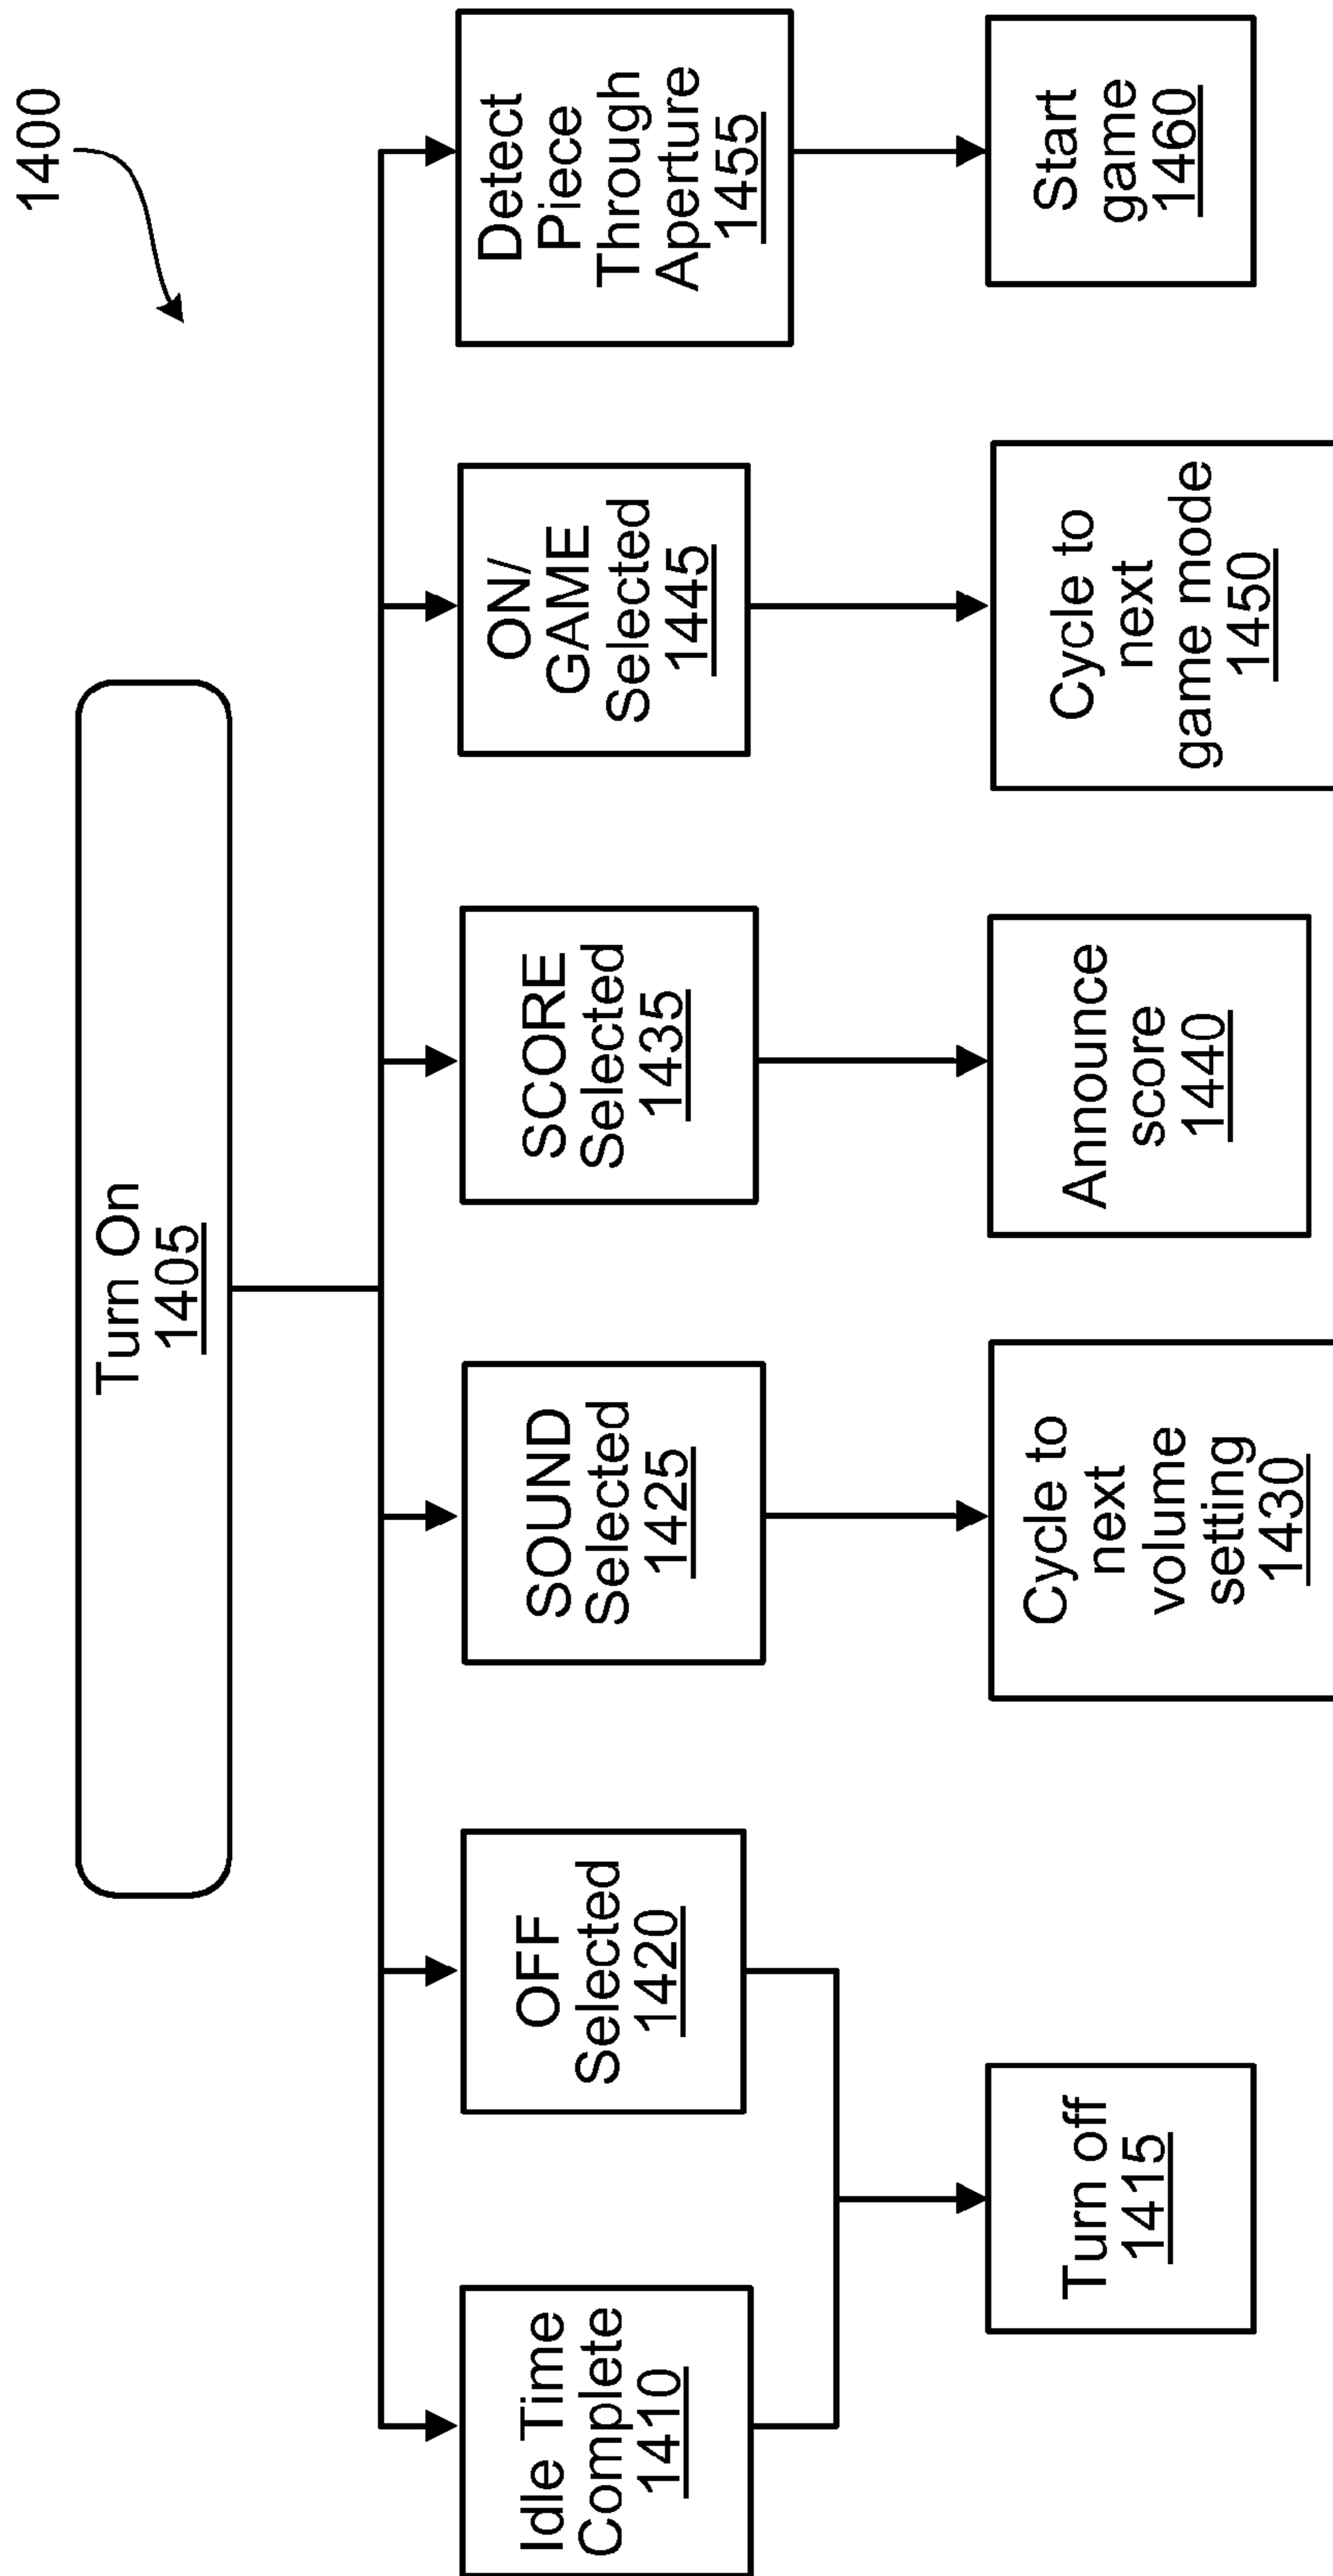 1400
Turn On
1405
Idle Time
Complete
1410
OFF
Selected
1420
SOUND
Selected
1425
SCORE
Selected
1435
ON/
GAME
Selected
1445
Detect
Piece
Through
Aperture
1455
Turn off
1415
Cycle to
next
volume
setting
1430
Announce
score
1440
Cycle to
next
game mode
1450
Start
game
1460